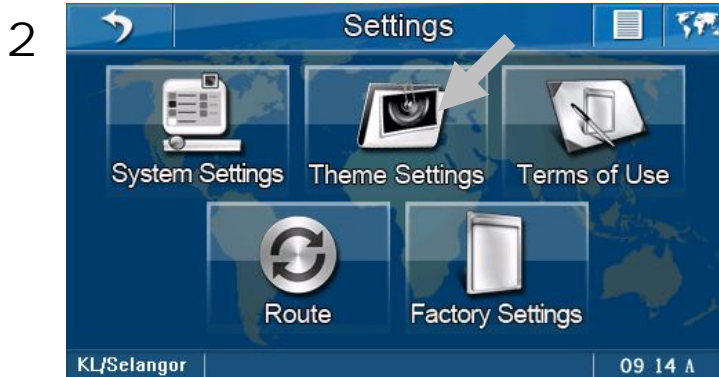 2
Settings
System Settings Theme Settings Terms of Use
Route Factory Settings
KL/Selangor 09 14 A